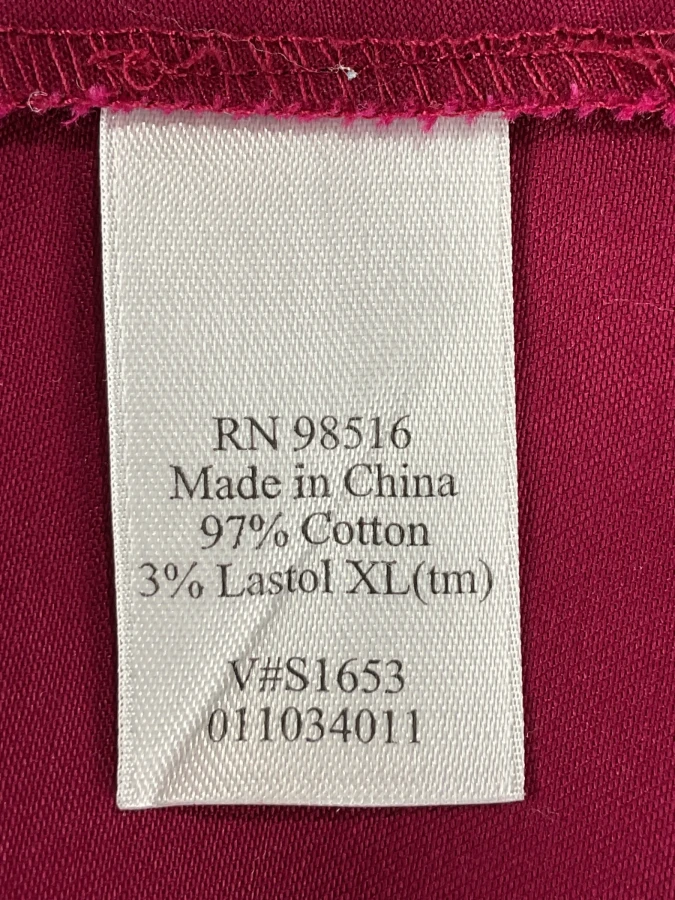 RN 98516
Made in China
97% Cotton
3% Lastol XL(tm)
V#S1653
011034011